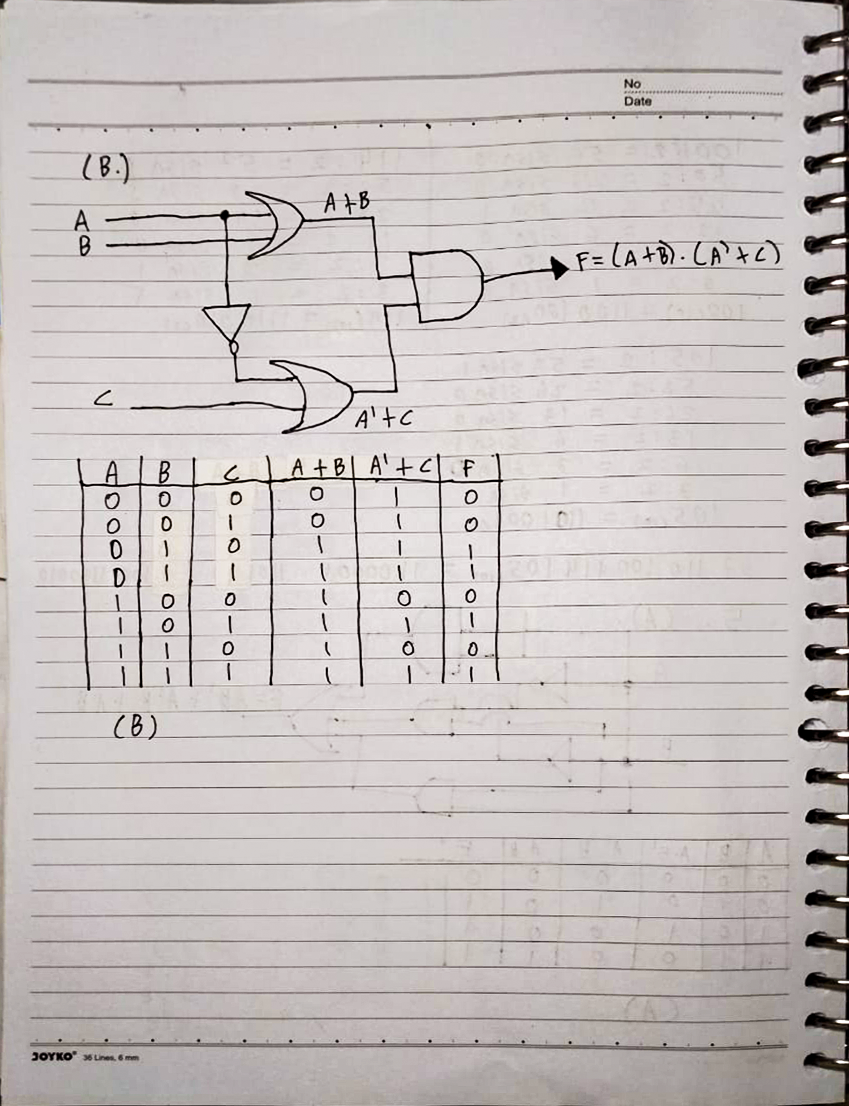 No
Date
(B.)
A
B
A+B
F=(A+B).(A'+C)
C
A'+C
A B C A+B A'+C F
0 0 0 0 1 0
0 0 1 0 1 0
0 1 0 1 1 1
0 1 1 1 1 1
1 0 0 1 0 0
1 0 1 1 1 1
1 1 0 1 0 0
1 1 1 1 1 1
(B)
JOYKO® 36 Lines, 6 mm